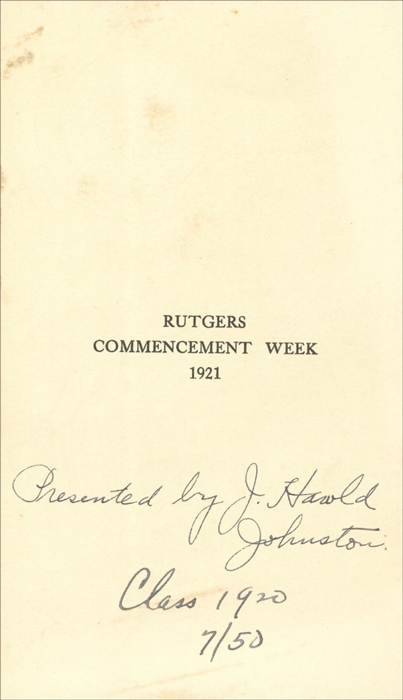 RUTGERS
COMMENCEMENT WEEK
1921
Presented by J. Harold
Johnston.
Class 1920
7/50